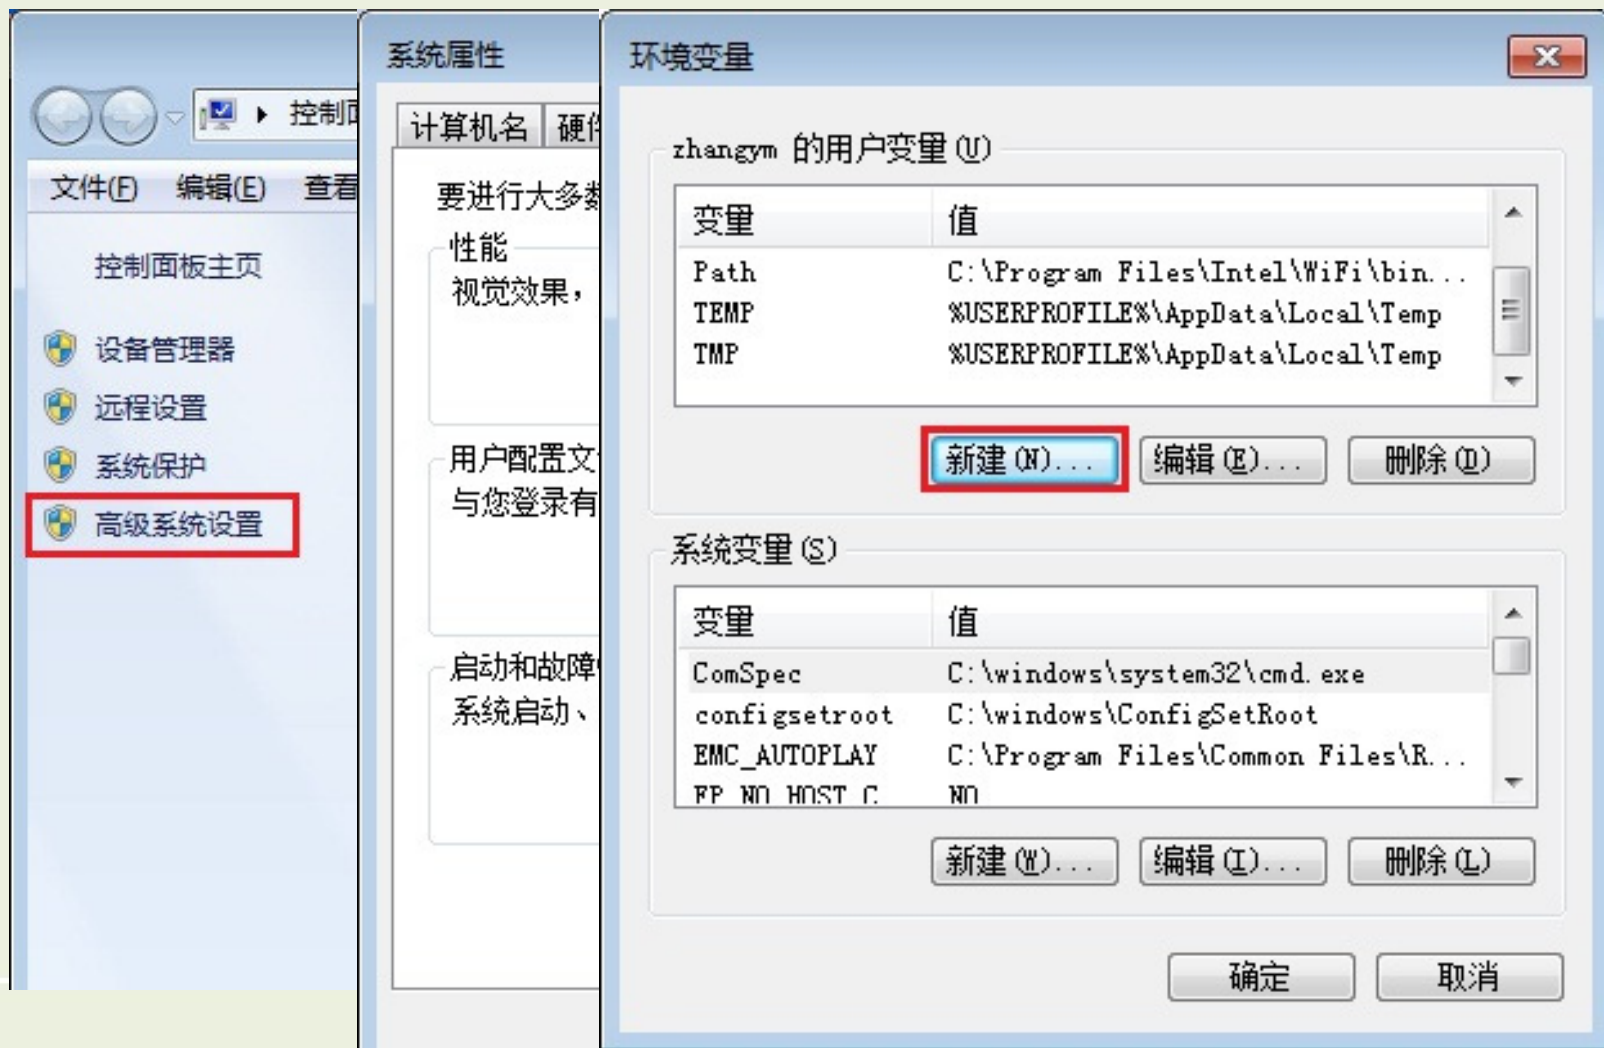 控制面
文件(F) 编辑(E) 查看
控制面板主页
设备管理器
远程设置
系统保护
高级系统设置
系统属性
计算机名 硬件
要进行大多数
性能
视觉效果，
用户配置文
与您登录有
启动和故障
系统启动、
环境变量
zhangym 的用户变量(U)
变量 值
Path C:\Program Files\Intel\WiFi\bin...
TEMP %USERPROFILE%\AppData\Local\Temp
TMP %USERPROFILE%\AppData\Local\Temp
新建(N)... 编辑(E)... 删除(D)
系统变量(S)
变量 值
ComSpec C:\windows\system32\cmd.exe
configsetroot C:\windows\ConfigSetRoot
EMC_AUTOPLAY C:\Program Files\Common Files\R...
FP_NO_HOST_C NO
新建(W)... 编辑(I)... 删除(L)
确定 取消